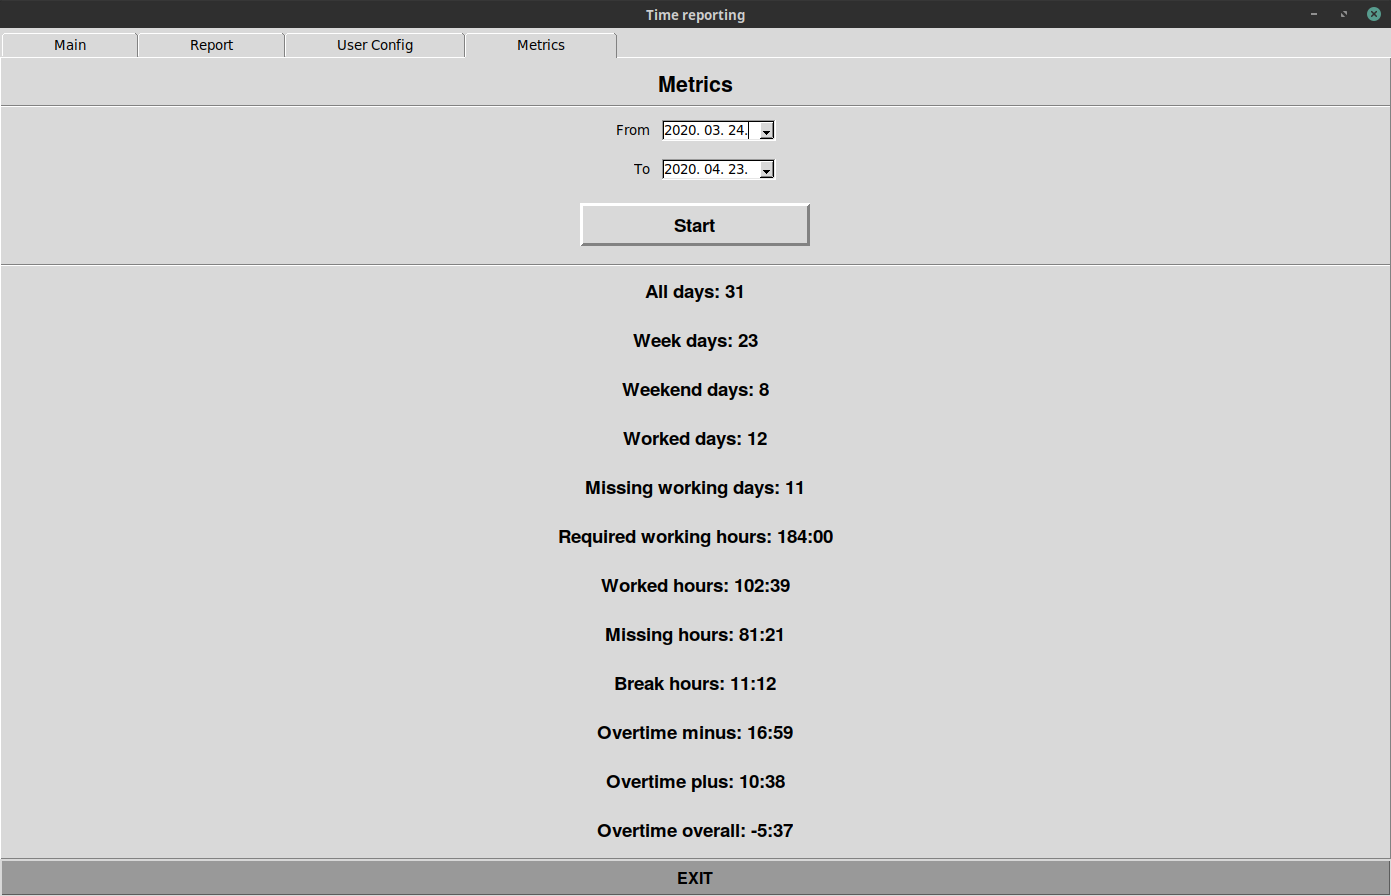 Time reporting
Main Report User Config Metrics
Metrics
From 2020. 03. 24.
To 2020. 04. 23.
Start
All days: 31
Week days: 23
Weekend days: 8
Worked days: 12
Missing working days: 11
Required working hours: 184:00
Worked hours: 102:39
Missing hours: 81:21
Break hours: 11:12
Overtime minus: 16:59
Overtime plus: 10:38
Overtime overall: -5:37
EXIT